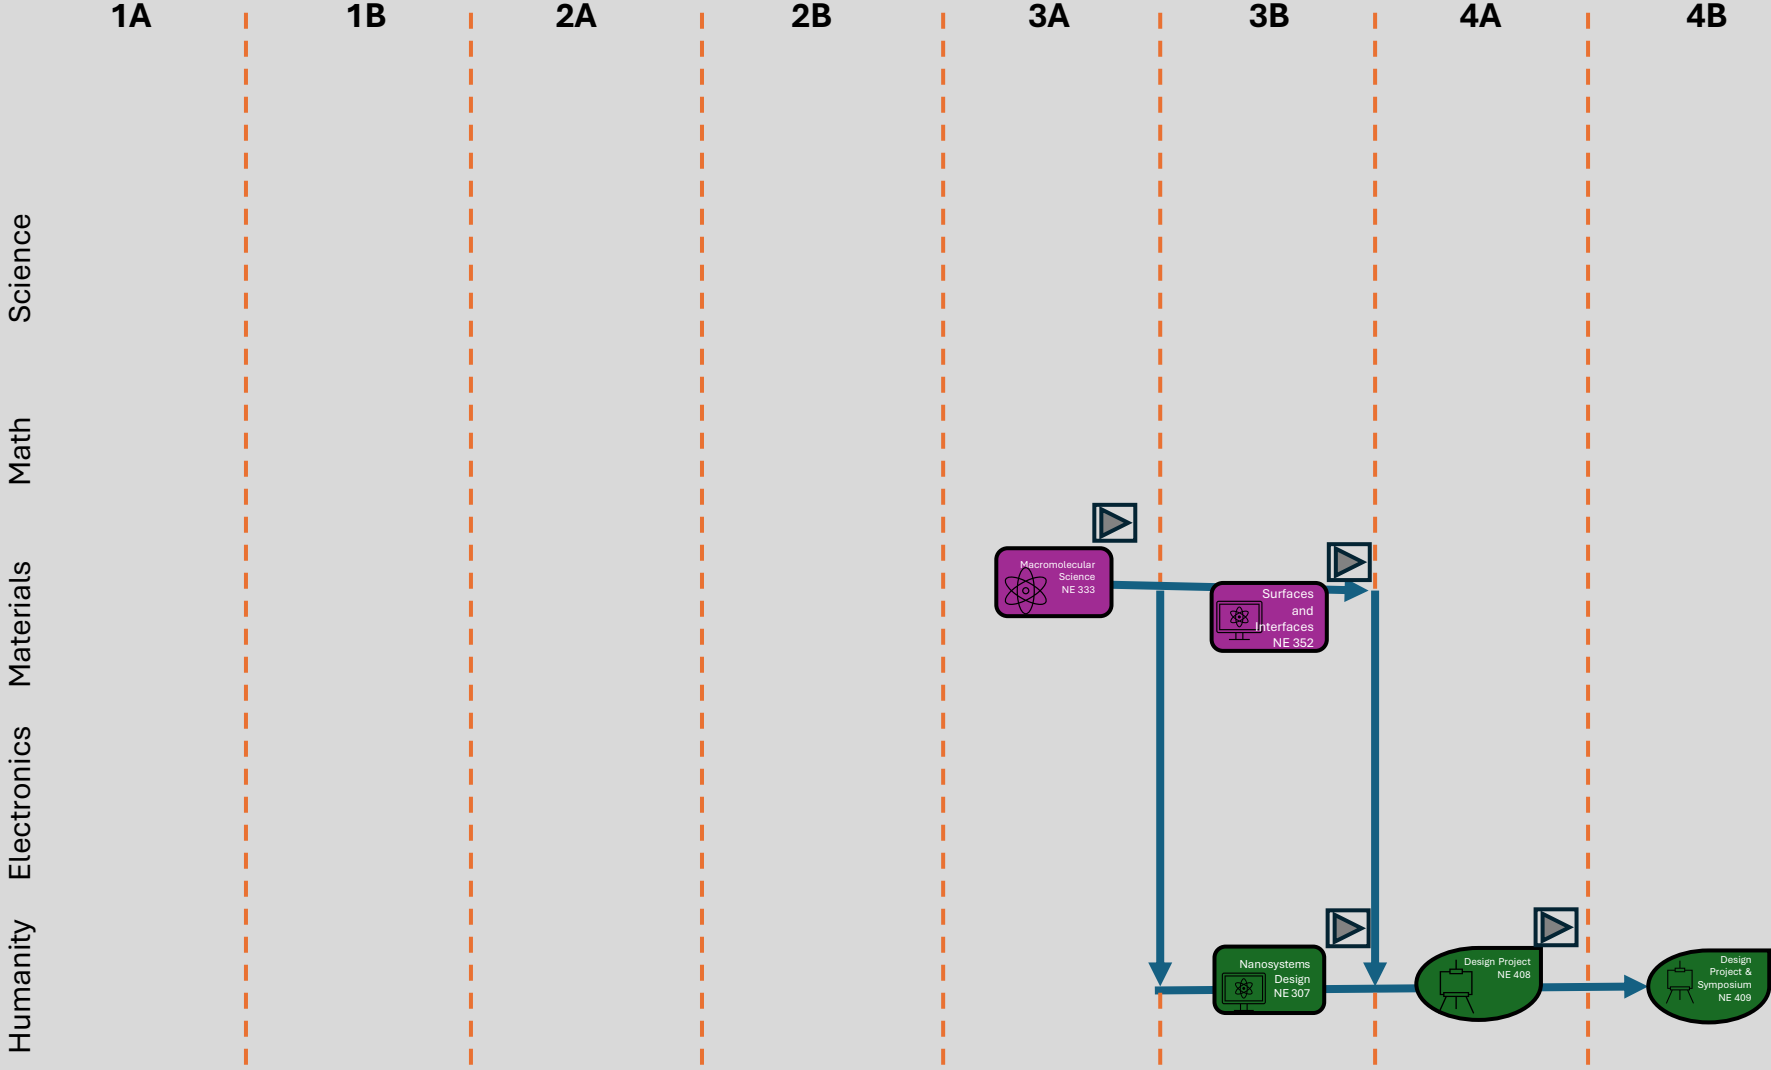 1A
1B
2A
2B
3A
3B
4A
4B
Science
Math
Materials
Electronics
Humanity
Macromolecular
Science
NE 333
Surfaces
and
Interfaces
NE 352
Nanosystems
Design
NE 307
Design Project
NE 408
Design
Project &
Symposium
NE 409